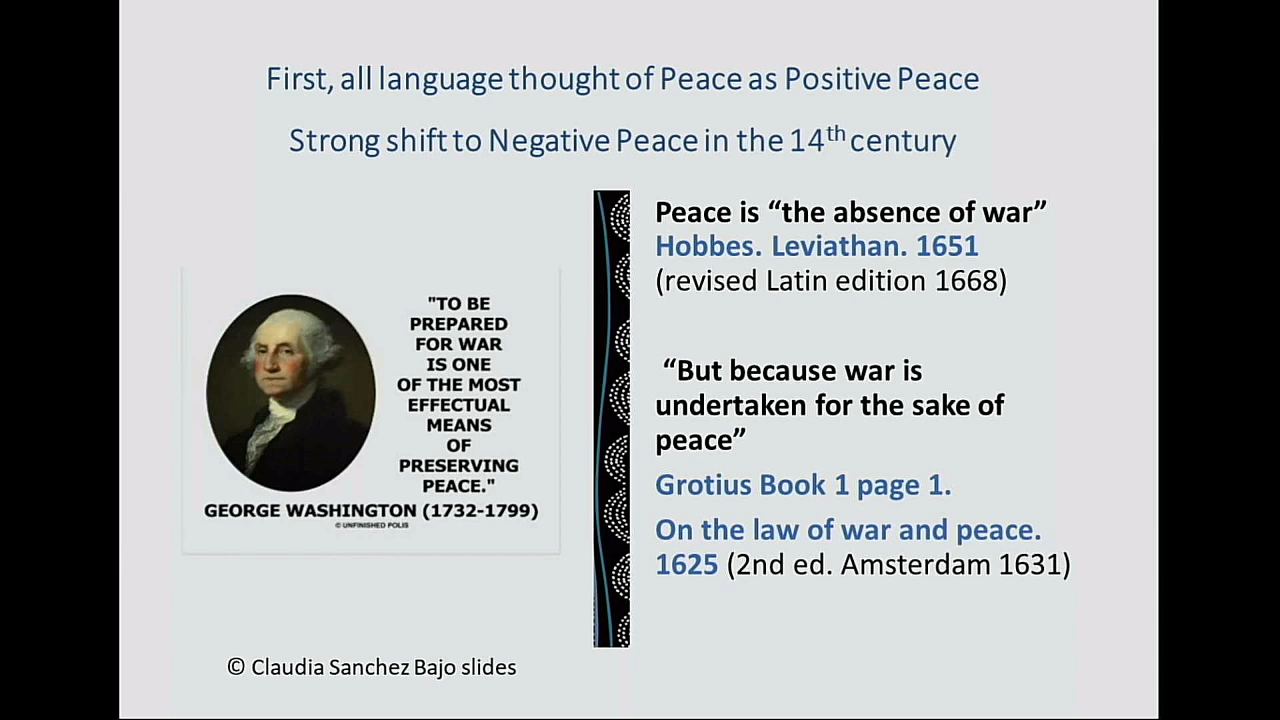 First, all language thought of Peace as Positive Peace
Strong shift to Negative Peace in the 14th century
"TO BE
PREPARED
FOR WAR
IS ONE
OF THE MOST
EFFECTUAL
MEANS
OF
PRESERVING
PEACE."
GEORGE WASHINGTON (1732-1799)
© UNFINISHED POLIS
Peace is “the absence of war”
Hobbes. Leviathan. 1651
(revised Latin edition 1668)
“But because war is
undertaken for the sake of
peace”
Grotius Book 1 page 1.
On the law of war and peace.
1625 (2nd ed. Amsterdam 1631)
© Claudia Sanchez Bajo slides